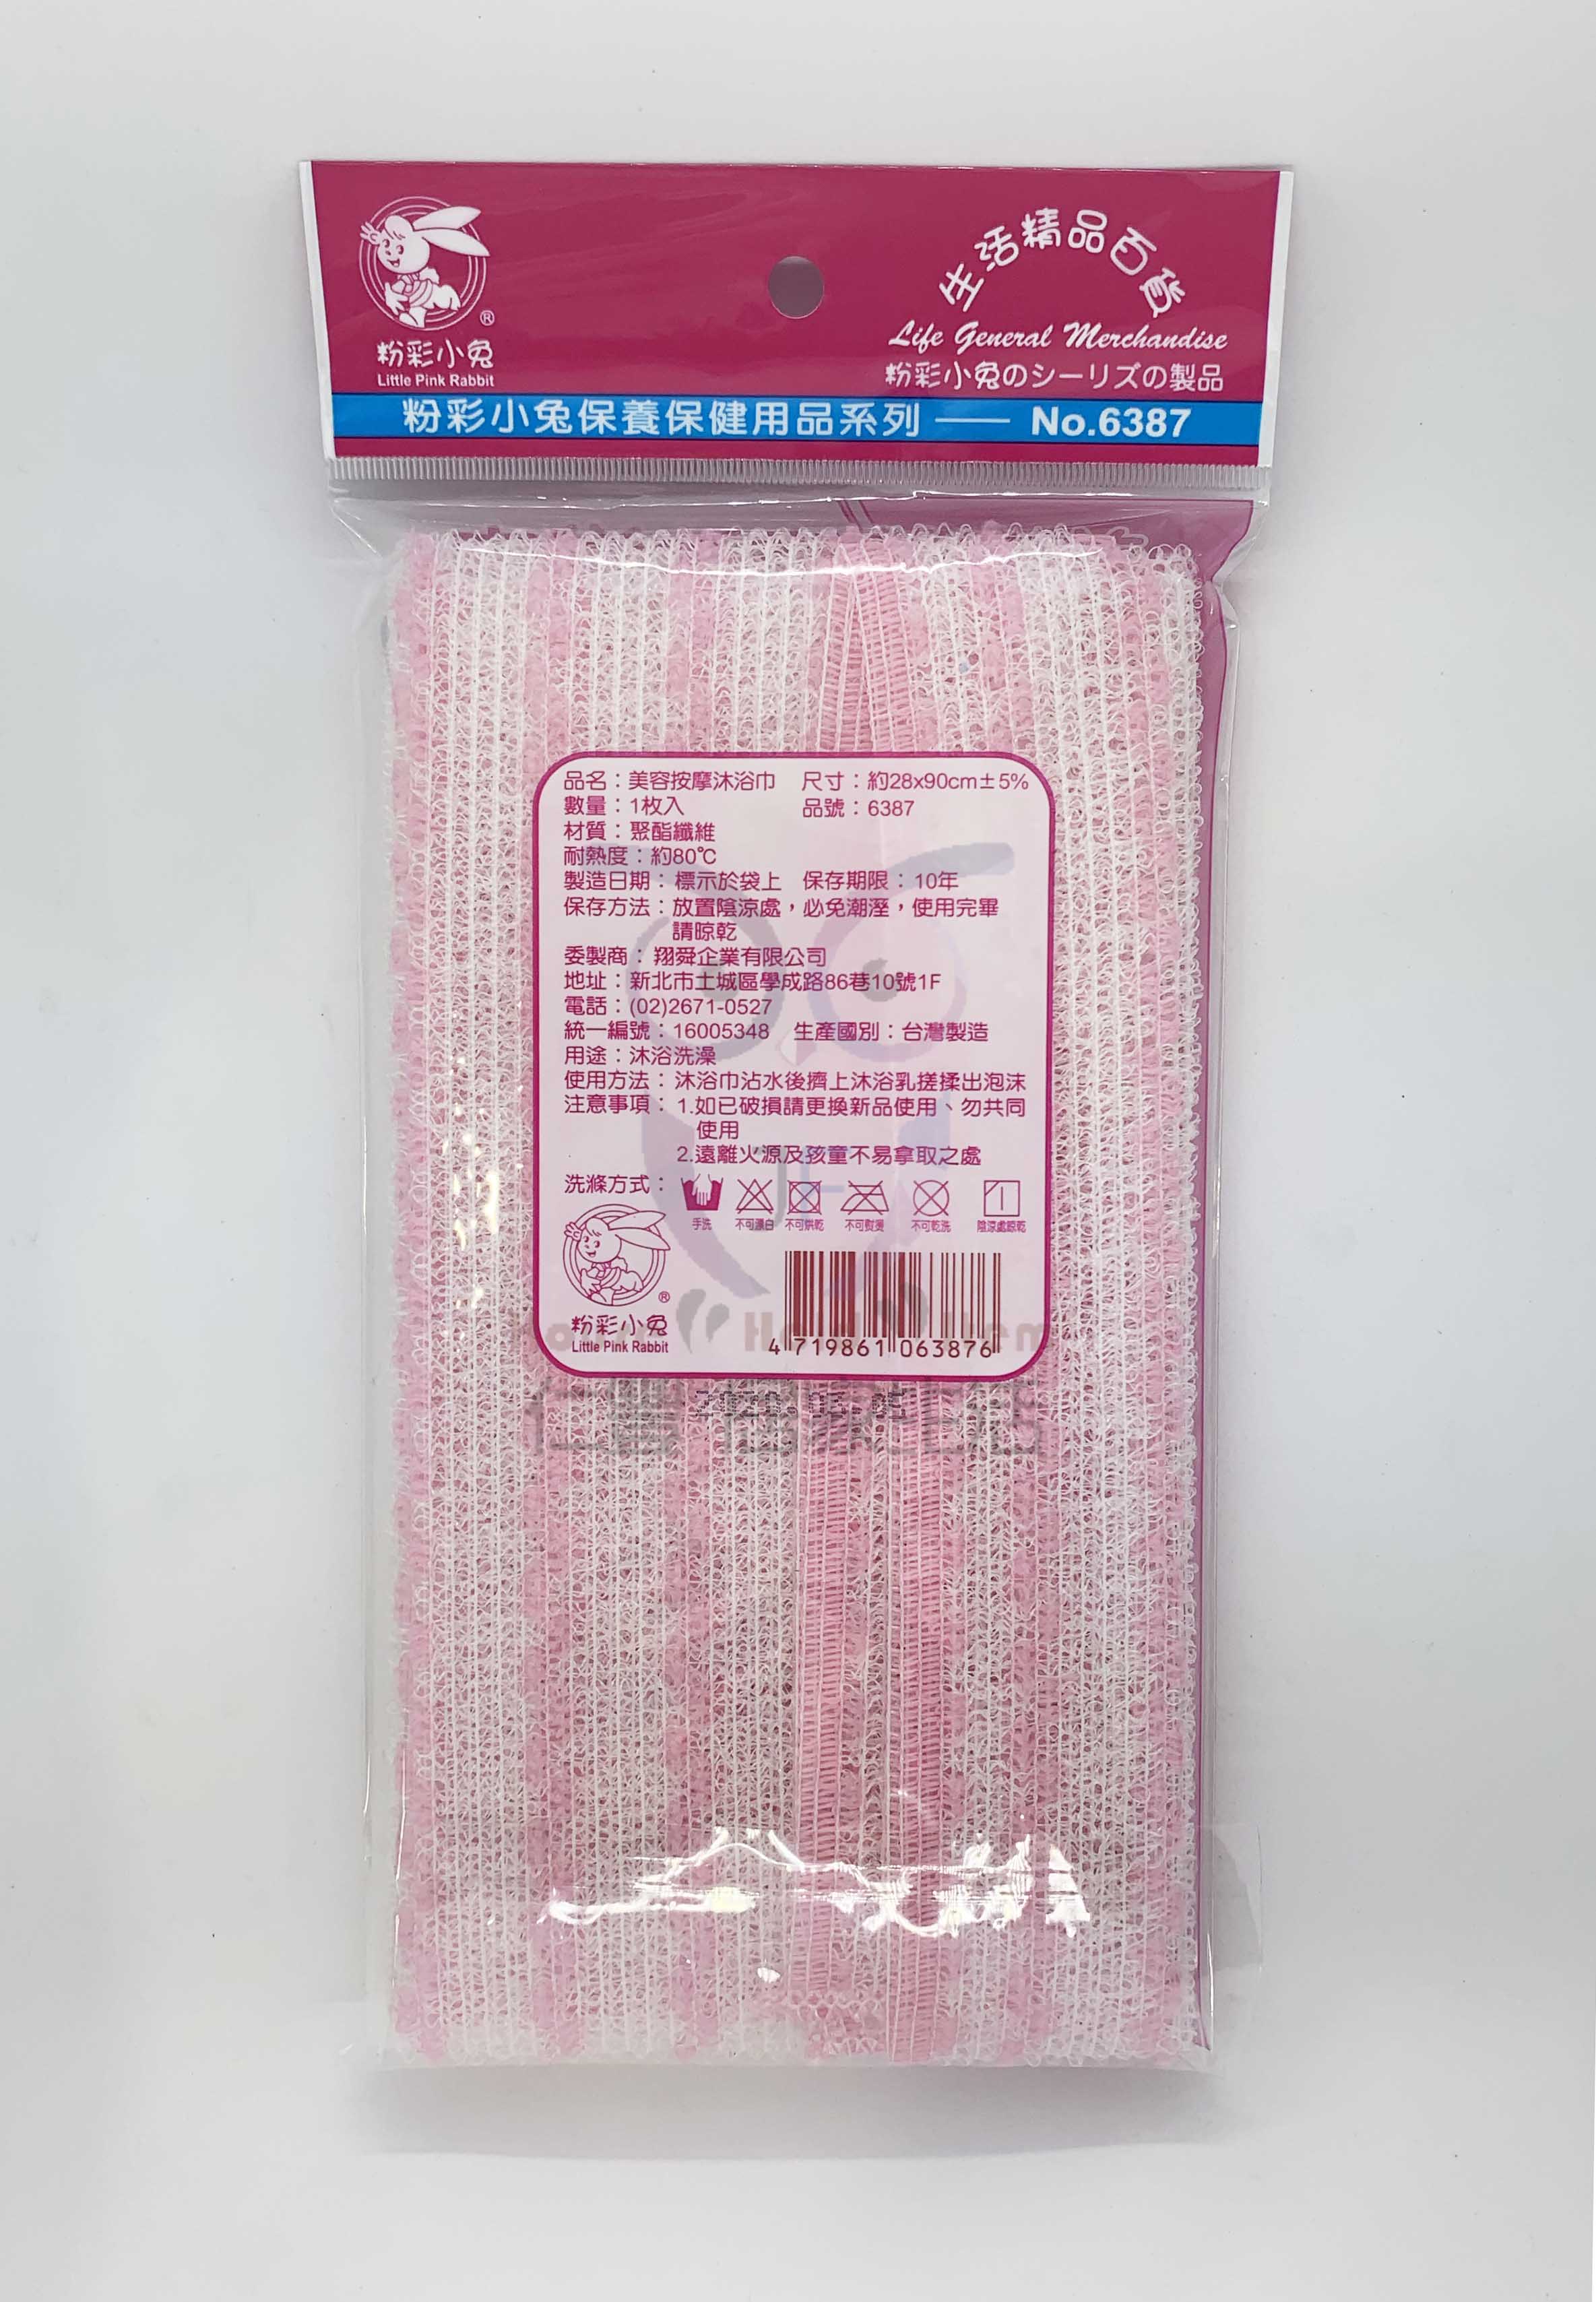 生活精品百貨
Life General Merchandise
粉彩小兔のシーリズの製品
粉彩小兔
Little Pink Rabbit
粉彩小兔保養保健用品系列 —— No.6387
品名：美容按摩沐浴巾 尺寸：約28x90cm±5%
數量：1枚入 品號：6387
材質：聚酯纖維
耐熱度：約80℃
製造日期：標示於袋上 保存期限：10年
保存方法：放置陰涼處，必免潮溼，使用完畢
請晾乾
委製商：翔舜企業有限公司
地址：新北市土城區學成路86巷10號1F
電話：(02)2671-0527
統一編號：16005348 生產國別：台灣製造
用途：沐浴洗澡
使用方法：沐浴巾沾水後擠上沐浴乳搓揉出泡沫
注意事項：1.如已破損請更換新品使用、勿共同
使用
2.遠離火源及孩童不易拿取之處
洗滌方式：
手洗 不可漂白 不可烘乾 不可熨燙 不可乾洗 陰涼處晾乾
粉彩小兔
Little Pink Rabbit
4 719861 063876